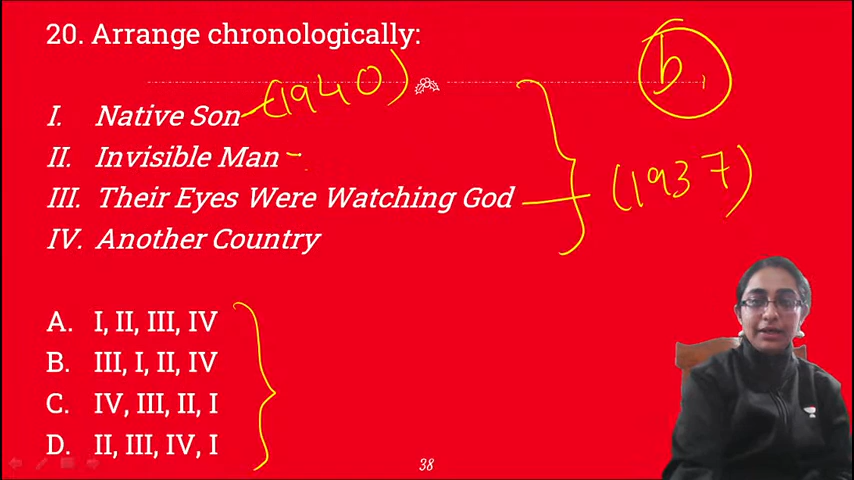 20. Arrange chronologically:
b.
I. Native Son - (1940)
II. Invisible Man -
III. Their Eyes Were Watching God - (1937)
IV. Another Country
A. I, II, III, IV
B. III, I, II, IV
C. IV, III, II, I
D. II, III, IV, I
38